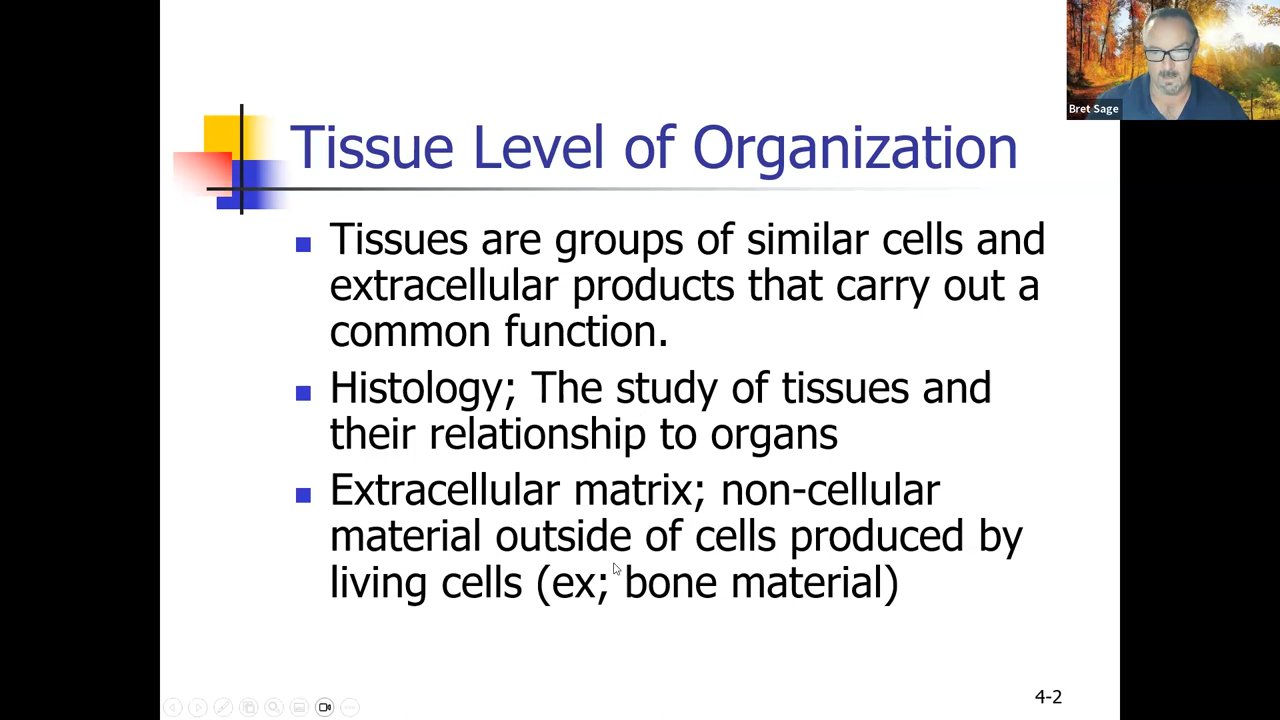 Bret Sage
Tissue Level of Organization
Tissues are groups of similar cells and
extracellular products that carry out a
common function.
Histology; The study of tissues and
their relationship to organs
Extracellular matrix; non-cellular
material outside of cells produced by
living cells (ex; bone material)
4-2